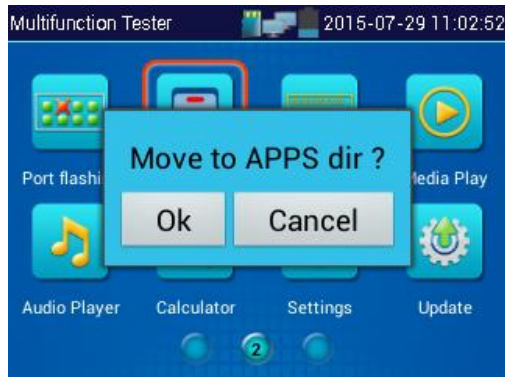 Multifunction Tester 2015-07-29 11:02:52
Move to APPS dir ?
Port flashi
Media Play
Ok Cancel
Audio Player Calculator Settings Update
2